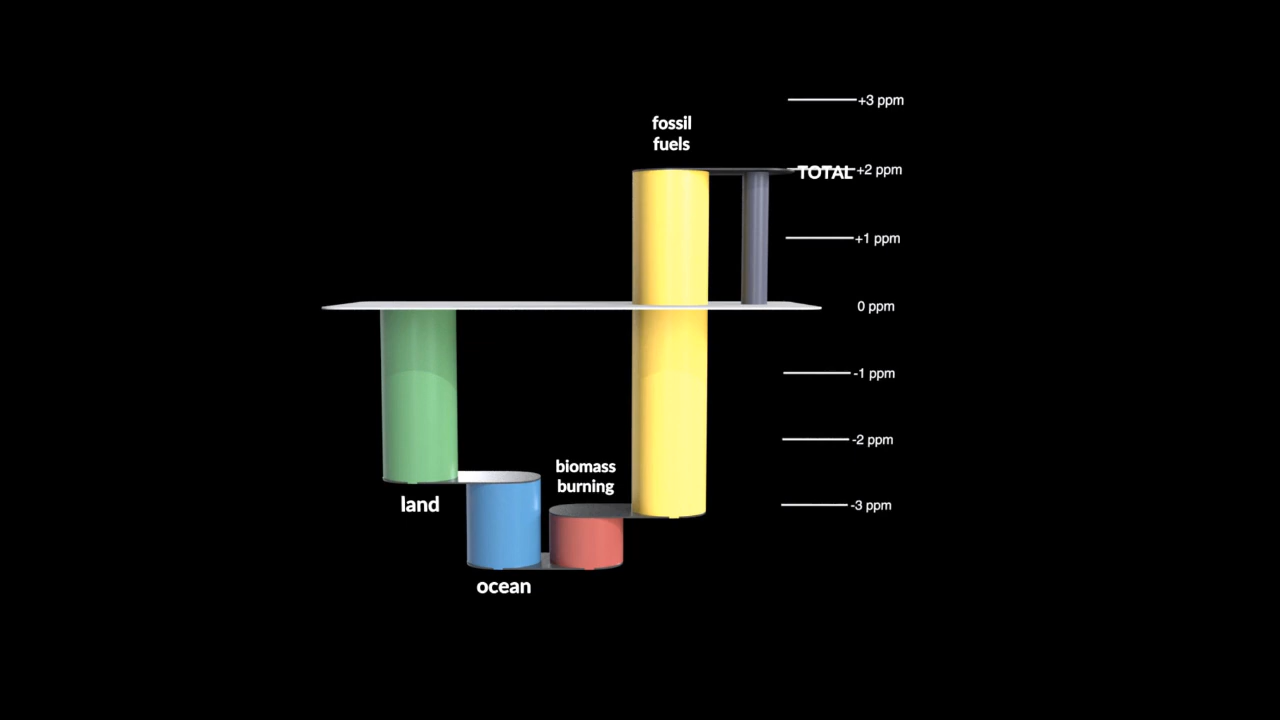 +3 ppm
fossil
fuels
TOTAL
+2 ppm
+1 ppm
0 ppm
-1 ppm
-2 ppm
biomass
burning
land
-3 ppm
ocean